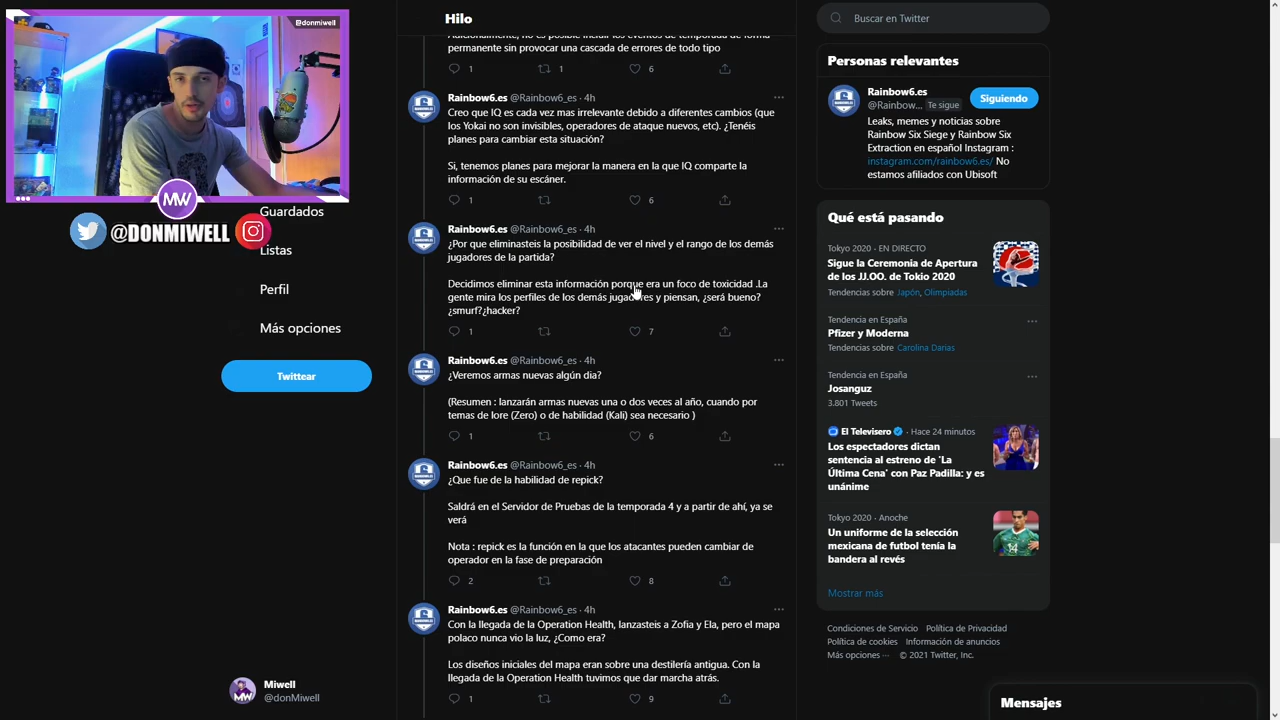 @donmiwell
MW
@DONMIWELL
Guardados
Listas
Perfil
Más opciones
Twittear
MW
Miwell
@donMiwell
Hilo
Adicionalmente, no es posible incluir los eventos de temporada de forma
permanente sin provocar una cascada de errores de todo tipo
1 1 6
Rainbow6.es @Rainbow6_es · 4h
Creo que IQ es cada vez mas irrelevante debido a diferentes cambios (que
los Yokai no son invisibles, operadores de ataque nuevos, etc). ¿Tenéis
planes para cambiar esta situación?
Si, tenemos planes para mejorar la manera en la que IQ comparte la
información de su escáner.
1 6
Rainbow6.es @Rainbow6_es · 4h
¿Por que eliminasteis la posibilidad de ver el nivel y el rango de los demás
jugadores de la partida?
Decidimos eliminar esta información porque era un foco de toxicidad .La
gente mira los perfiles de los demás jugadores y piensan, ¿será bueno?
¿smurf?¿hacker?
1 7
Rainbow6.es @Rainbow6_es · 4h
¿Veremos armas nuevas algún dia?
(Resumen : lanzarán armas nuevas una o dos veces al año, cuando por
temas de lore (Zero) o de habilidad (Kali) sea necesario )
1 6
Rainbow6.es @Rainbow6_es · 4h
¿Que fue de la habilidad de repick?
Saldrá en el Servidor de Pruebas de la temporada 4 y a partir de ahí, ya se
verá
Nota : repick es la función en la que los atacantes pueden cambiar de
operador en la fase de preparación
2 8
Rainbow6.es @Rainbow6_es · 4h
Con la llegada de la Operation Health, lanzasteis a Zofia y Ela, pero el mapa
polaco nunca vio la luz, ¿Como era?
Los diseños iniciales del mapa eran sobre una destilería antigua. Con la
llegada de la Operation Health tuvimos que dar marcha atrás.
1 9
Buscar en Twitter
Personas relevantes
Rainbow6.es
@Rainbow... Te sigue
Siguiendo
Leaks, memes y noticias sobre
Rainbow Six Siege y Rainbow Six
Extraction en español Instagram :
instagram.com/rainbow6.es/ No
estamos afiliados con Ubisoft
Qué está pasando
Tokyo 2020 · EN DIRECTO
Sigue la Ceremonia de Apertura
de los JJ.OO. de Tokio 2020
Tendencias sobre Japón, Olimpiadas
Tendencia en España
Pfizer y Moderna
Tendencias sobre Carolina Darias
Tendencia en España
Josanguz
3.801 Tweets
El Televisero · Hace 24 minutos
Los espectadores dictan
sentencia al estreno de 'La
Última Cena' con Paz Padilla: y es
unánime
Tokyo 2020 · Anoche
Un uniforme de la selección
mexicana de futbol tenía la
bandera al revés
Mostrar más
Condiciones de Servicio Política de Privacidad
Política de cookies Información de anuncios
Más opciones ··· © 2021 Twitter, Inc.
Mensajes